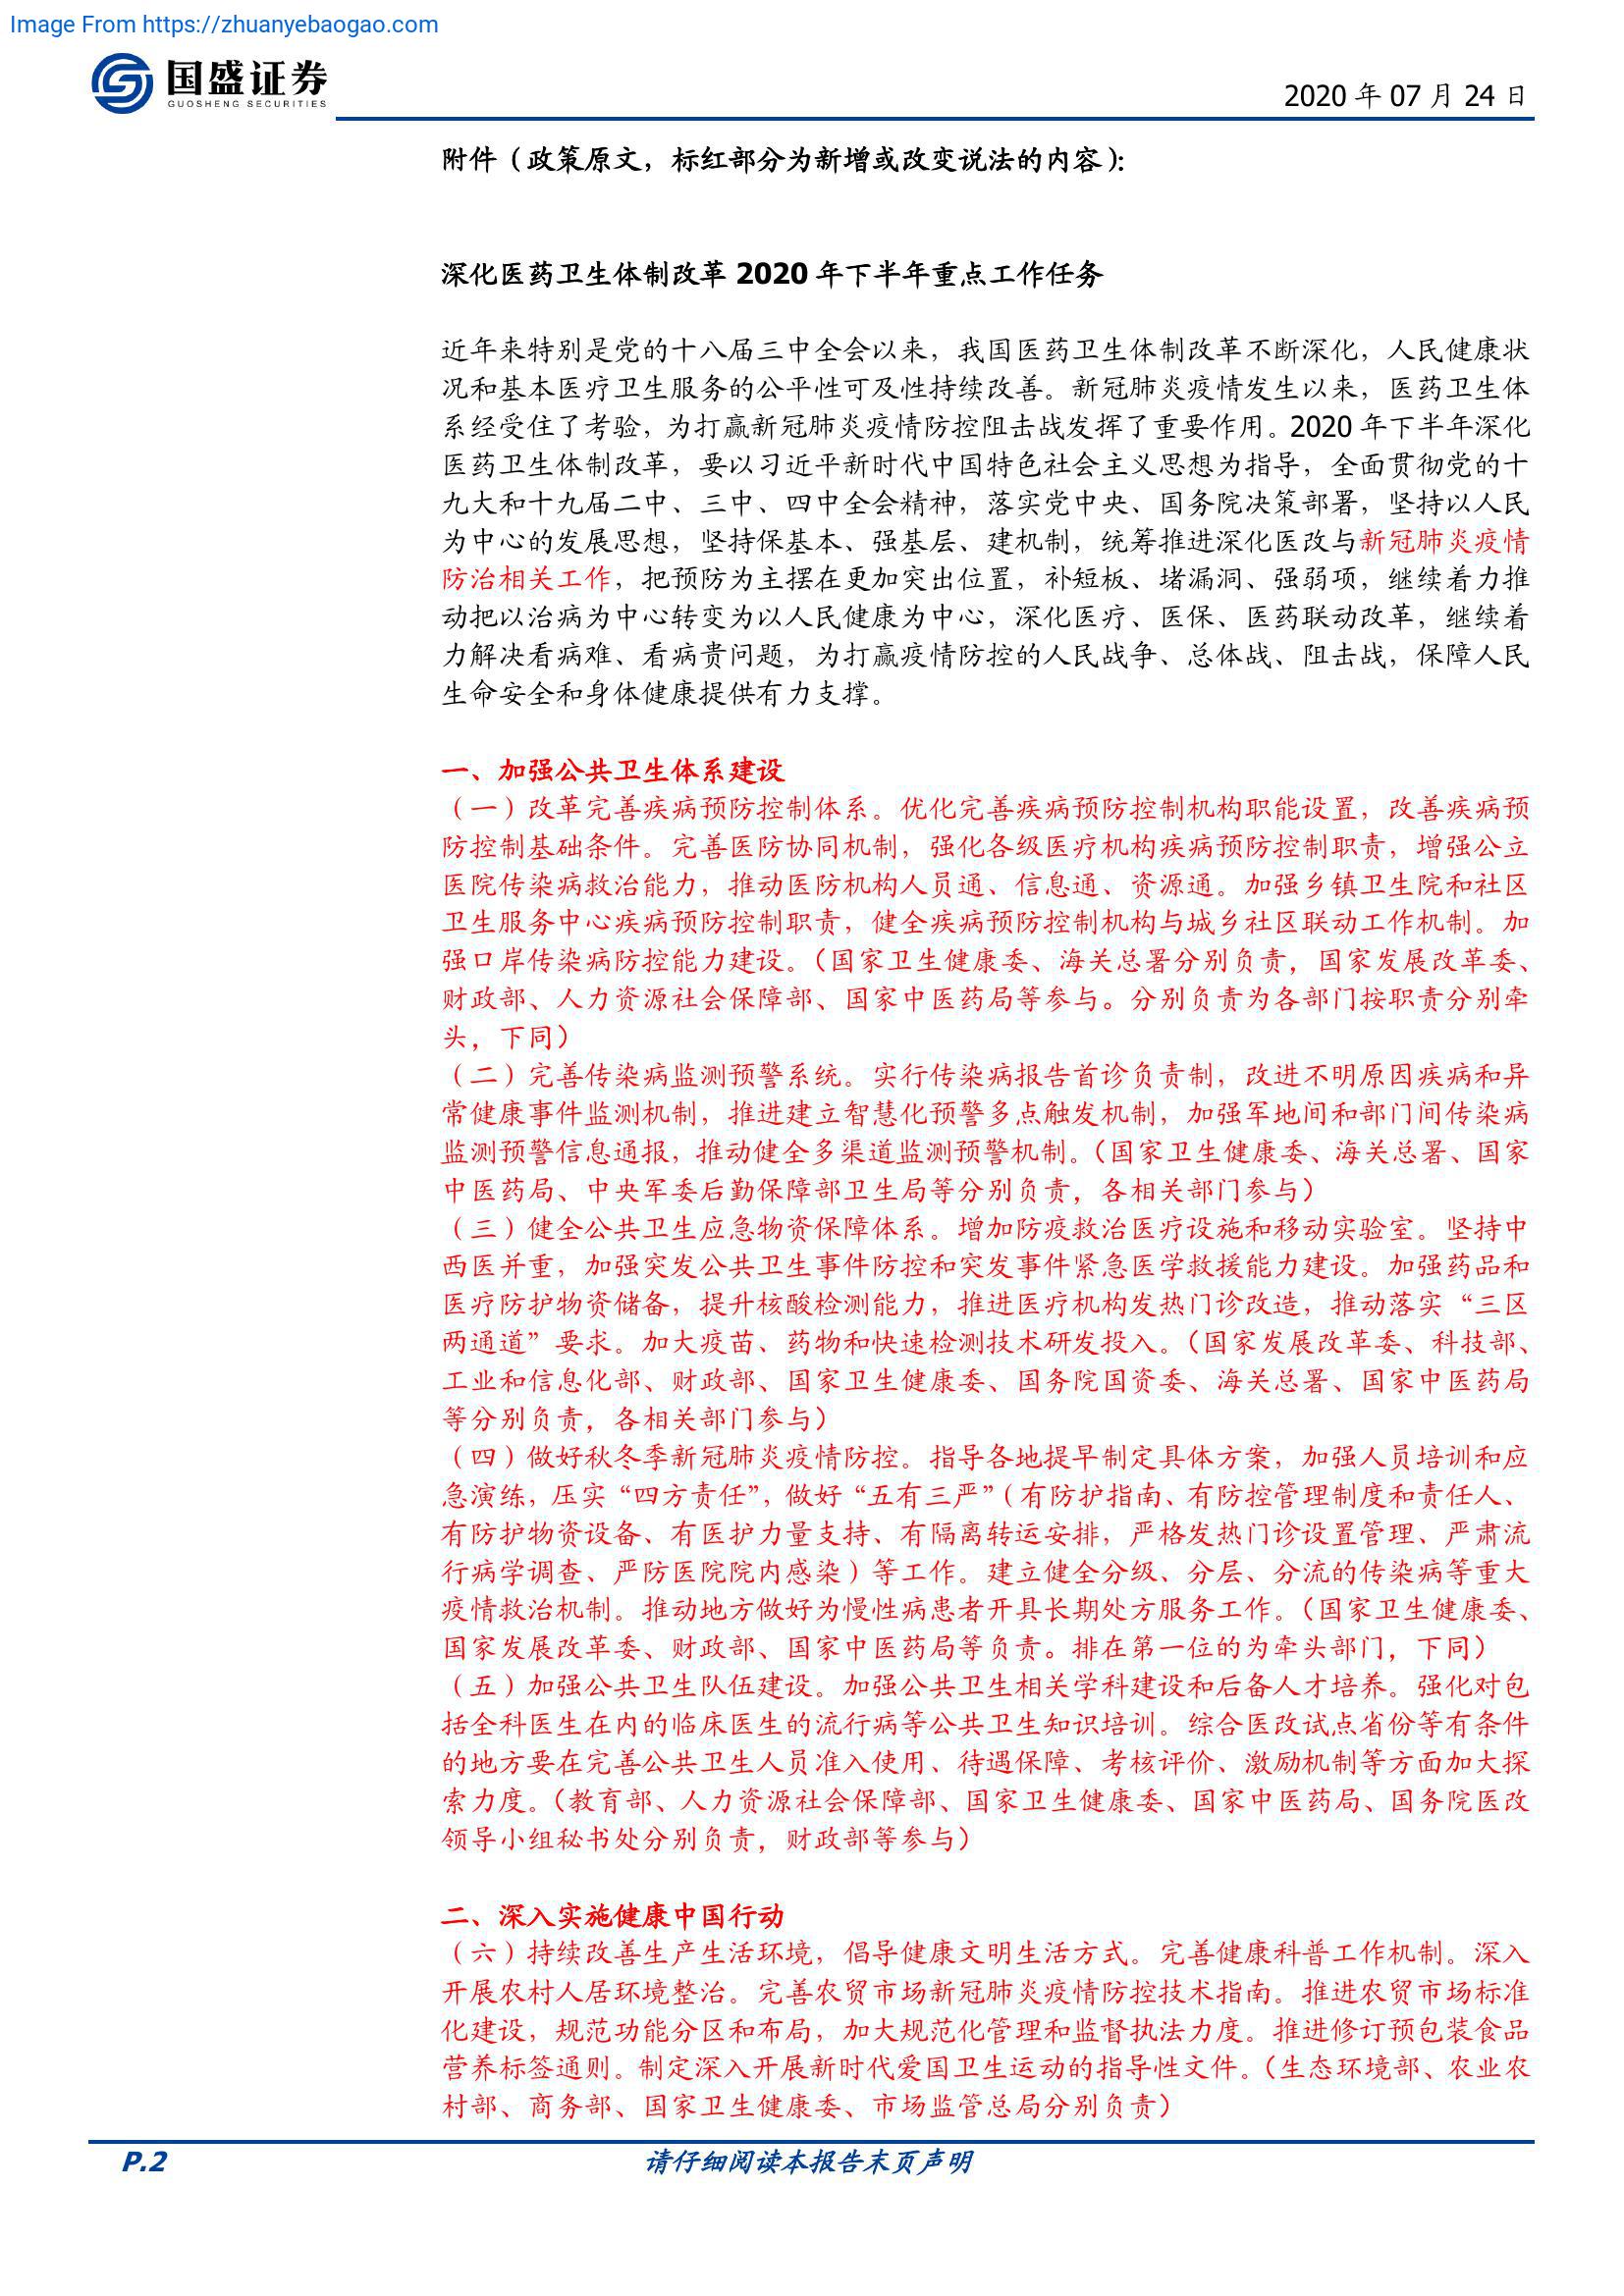 Image From https://zhuanyebaogao.com
国盛证券
GUOSHENG SECURITIES
2020 年 07 月 24 日
附件（政策原文，标红部分为新增或改变说法的内容）：
深化医药卫生体制改革 2020 年下半年重点工作任务
近年来特别是党的十八届三中全会以来，我国医药卫生体制改革不断深化，人民健康状
况和基本医疗卫生服务的公平性可及性持续改善。新冠肺炎疫情发生以来，医药卫生体
系经受住了考验，为打赢新冠肺炎疫情防控阻击战发挥了重要作用。2020 年下半年深化
医药卫生体制改革，要以习近平新时代中国特色社会主义思想为指导，全面贯彻党的十
九大和十九届二中、三中、四中全会精神，落实党中央、国务院决策部署，坚持以人民
为中心的发展思想，坚持保基本、强基层、建机制，统筹推进深化医改与新冠肺炎疫情
防治相关工作，把预防为主摆在更加突出位置，补短板、堵漏洞、强弱项，继续着力推
动把以治病为中心转变为以人民健康为中心，深化医疗、医保、医药联动改革，继续着
力解决看病难、看病贵问题，为打赢疫情防控的人民战争、总体战、阻击战，保障人民
生命安全和身体健康提供有力支撑。
一、加强公共卫生体系建设
（一）改革完善疾病预防控制体系。优化完善疾病预防控制机构职能设置，改善疾病预
防控制基础条件。完善医防协同机制，强化各级医疗机构疾病预防控制职责，增强公立
医院传染病救治能力，推动医防机构人员通、信息通、资源通。加强乡镇卫生院和社区
卫生服务中心疾病预防控制职责，健全疾病预防控制机构与城乡社区联动工作机制。加
强口岸传染病防控能力建设。（国家卫生健康委、海关总署分别负责，国家发展改革委、
财政部、人力资源社会保障部、国家中医药局等参与。分别负责为各部门按职责分别牵
头，下同）
（二）完善传染病监测预警系统。实行传染病报告首诊负责制，改进不明原因疾病和异
常健康事件监测机制，推进建立智慧化预警多点触发机制，加强军地间和部门间传染病
监测预警信息通报，推动健全多渠道监测预警机制。（国家卫生健康委、海关总署、国家
中医药局、中央军委后勤保障部卫生局等分别负责，各相关部门参与）
（三）健全公共卫生应急物资保障体系。增加防疫救治医疗设施和移动实验室。坚持中
西医并重，加强突发公共卫生事件防控和突发事件紧急医学救援能力建设。加强药品和
医疗防护物资储备，提升核酸检测能力，推进医疗机构发热门诊改造，推动落实“三区
两通道”要求。加大疫苗、药物和快速检测技术研发投入。（国家发展改革委、科技部、
工业和信息化部、财政部、国家卫生健康委、国务院国资委、海关总署、国家中医药局
等分别负责，各相关部门参与）
（四）做好秋冬季新冠肺炎疫情防控。指导各地提早制定具体方案，加强人员培训和应
急演练，压实“四方责任”，做好“五有三严”（有防护指南、有防控管理制度和责任人、
有防护物资设备、有医护力量支持、有隔离转运安排，严格发热门诊设置管理、严肃流
行病学调查、严防医院院内感染）等工作。建立健全分级、分层、分流的传染病等重大
疫情救治机制。推动地方做好为慢性病患者开具长期处方服务工作。（国家卫生健康委、
国家发展改革委、财政部、国家中医药局等负责。排在第一位的为牵头部门，下同）
（五）加强公共卫生队伍建设。加强公共卫生相关学科建设和后备人才培养。强化对包
括全科医生在内的临床医生的流行病等公共卫生知识培训。综合医改试点省份等有条件
的地方要在完善公共卫生人员准入使用、待遇保障、考核评价、激励机制等方面加大探
索力度。（教育部、人力资源社会保障部、国家卫生健康委、国家中医药局、国务院医改
领导小组秘书处分别负责，财政部等参与）
二、深入实施健康中国行动
（六）持续改善生产生活环境，倡导健康文明生活方式。完善健康科普工作机制。深入
开展农村人居环境整治。完善农贸市场新冠肺炎疫情防控技术指南。推进农贸市场标准
化建设，规范功能分区和布局，加大规范化管理和监督执法力度。推进修订预包装食品
营养标签通则。制定深入开展新时代爱国卫生运动的指导性文件。（生态环境部、农业农
村部、商务部、国家卫生健康委、市场监管总局分别负责）
P.2
请仔细阅读本报告末页声明